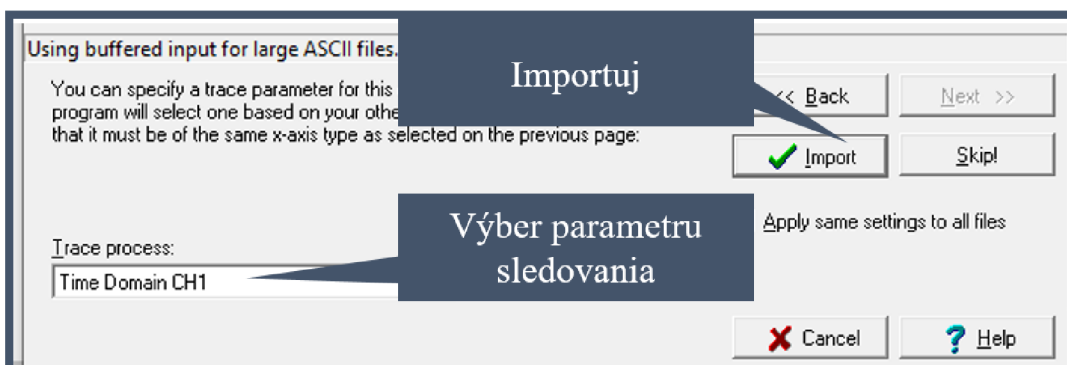 Using buffered input for large ASCII files.
You can specify a trace parameter for this
program will select one based on your othe
that it must be of the same x-axis type as selected on the previous page:
Importuj
<< Back
Next >>
Import
Skip!
Výber parametru
sledovania
Apply same settings to all files
Trace process:
Time Domain CH1
Cancel
Help